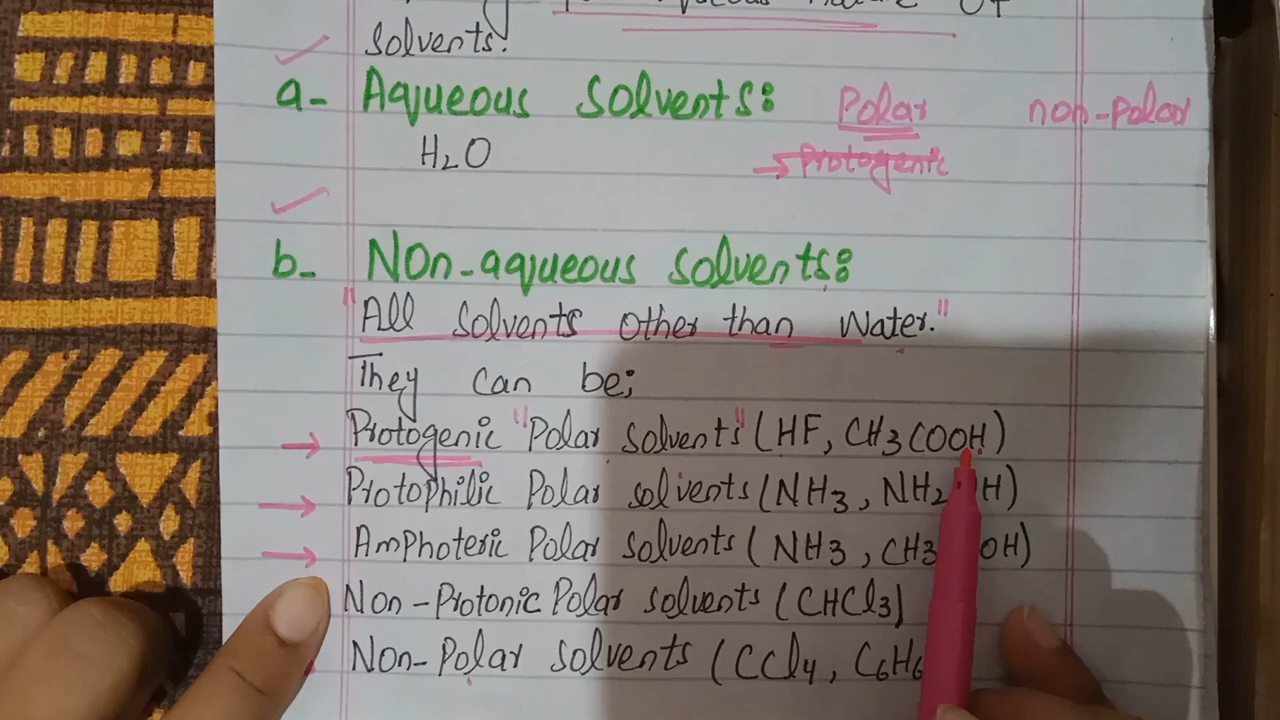 Of
solvents.
a- Aqueous solvents: Polar non-polar
H2O → Protogenic
b- Non-aqueous solvents:
"All solvents other than water."
They can be;
→ Protogenic "Polar solvents" (HF, CH3COOH)
→ Protophilic Polar solvents (NH3, NH2 H)
→ Amphoteric Polar solvents (NH3, CH3 OH)
Non-Protonic Polar solvents (CHCl3)
Non-Polar solvents (CCl4, C6H6